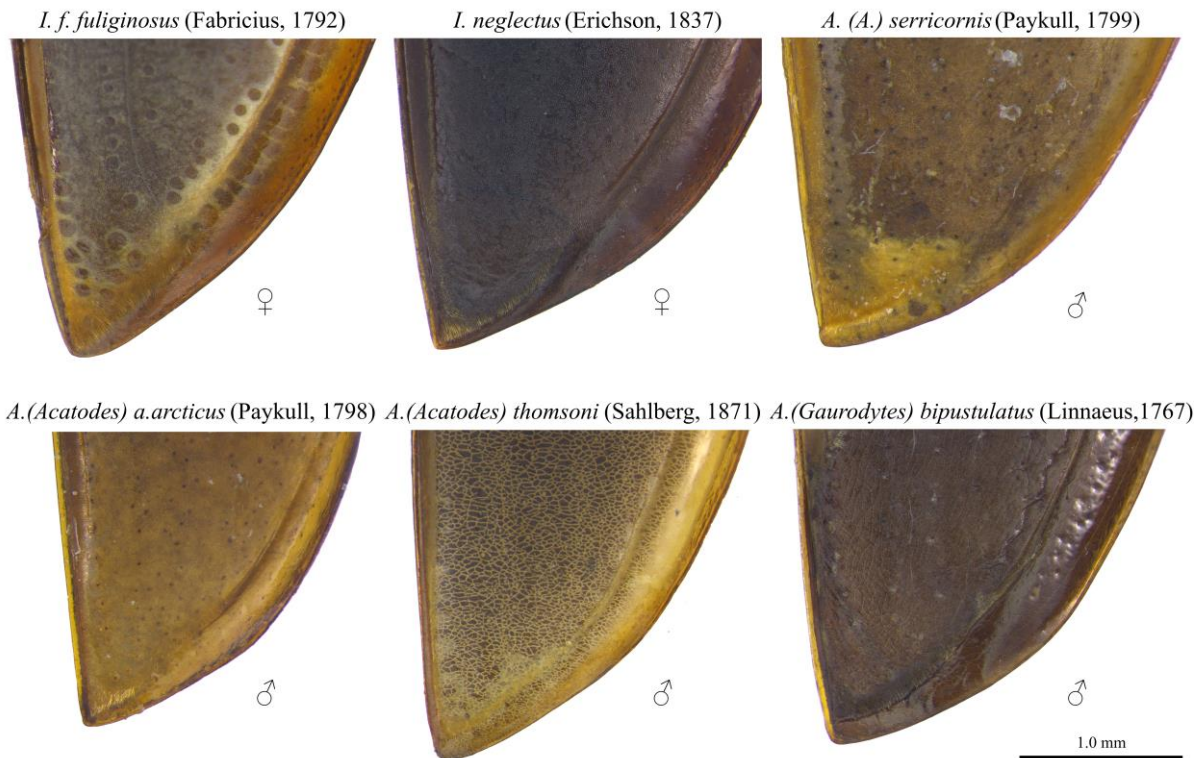 I. f. fuliginosus (Fabricius, 1792)
I. neglectus (Erichson, 1837)
A. (A.) serricornis (Paykull, 1799)
♀
♀
♂
A.(Acatodes) a.arcticus (Paykull, 1798)
A.(Acatodes) thomsoni (Sahlberg, 1871)
A.(Gaurodytes) bipustulatus (Linnaeus,1767)
♂
♂
♂
1.0 mm